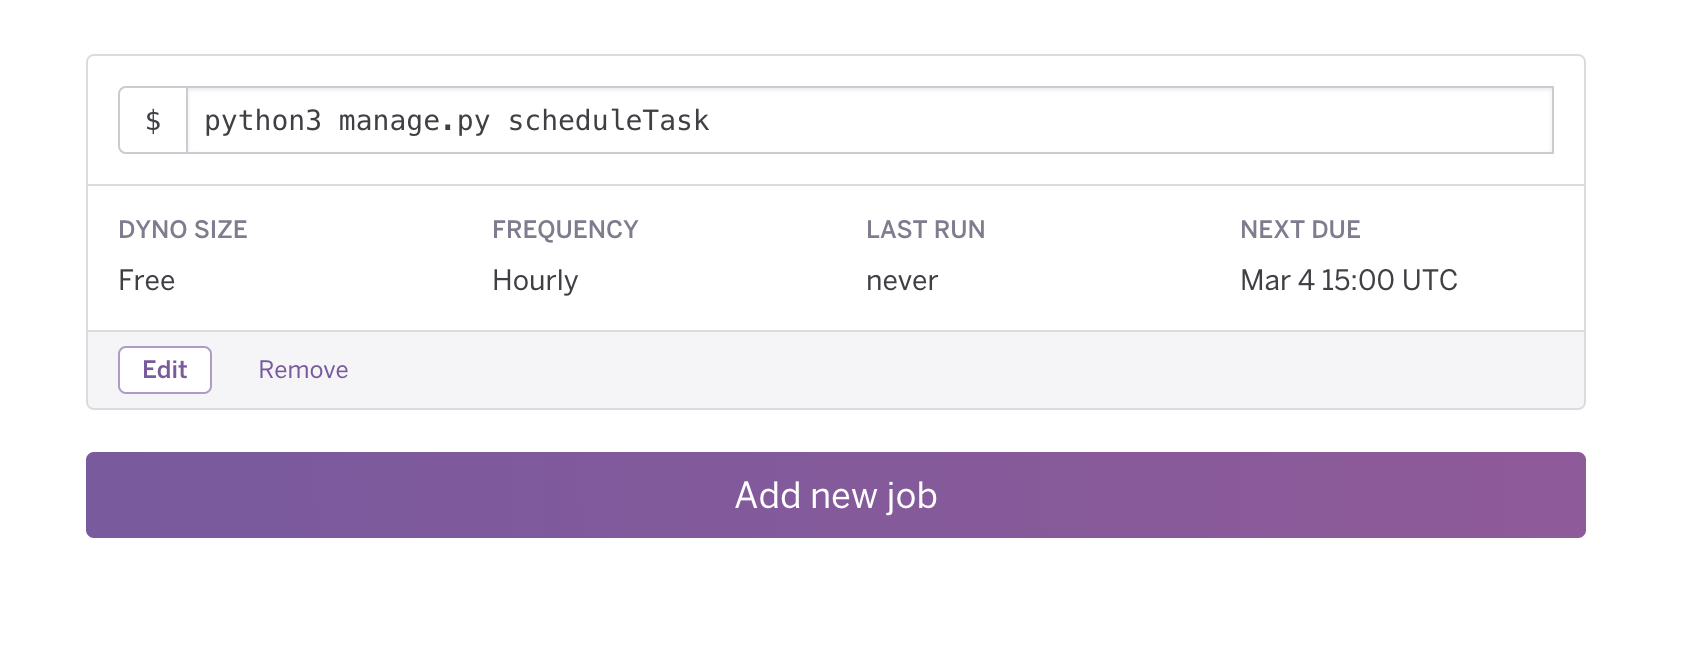 $ python3 manage.py scheduleTask
DYNO SIZE FREQUENCY LAST RUN NEXT DUE
Free Hourly never Mar 4 15:00 UTC
Edit Remove
Add new job